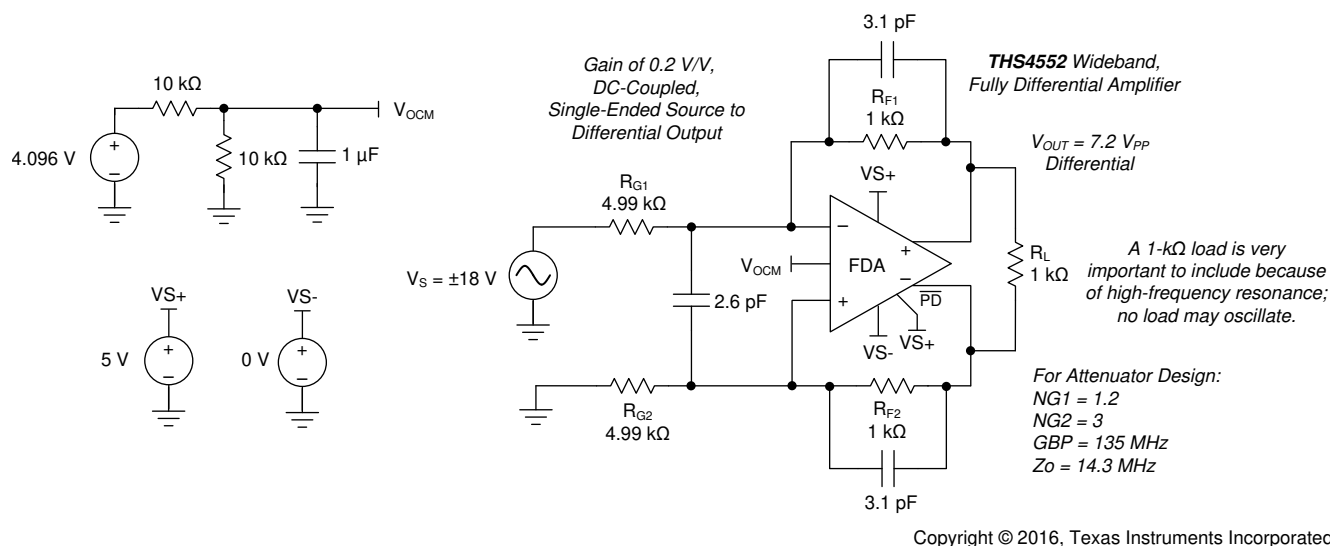 3.1 pF
Gain of 0.2 V/V,
DC-Coupled,
Single-Ended Source to
Differential Output
THS4552 Wideband,
Fully Differential Amplifier
10 kΩ
VOCM
4.096 V
+
−
10 kΩ
1 µF
RF1
1 kΩ
VOUT = 7.2 VPP
Differential
VS+
RG1
4.99 kΩ
−
+
VS = ±18 V
VOCM
FDA
−
+
PD
RL
1 kΩ
A 1-kΩ load is very
important to include because
of high-frequency resonance;
no load may oscillate.
2.6 pF
VS-
VS+
VS+
5 V
+
−
VS-
0 V
+
−
RG2
4.99 kΩ
RF2
1 kΩ
3.1 pF
For Attenuator Design:
NG1 = 1.2
NG2 = 3
GBP = 135 MHz
Zo = 14.3 MHz
Copyright © 2016, Texas Instruments Incorporated